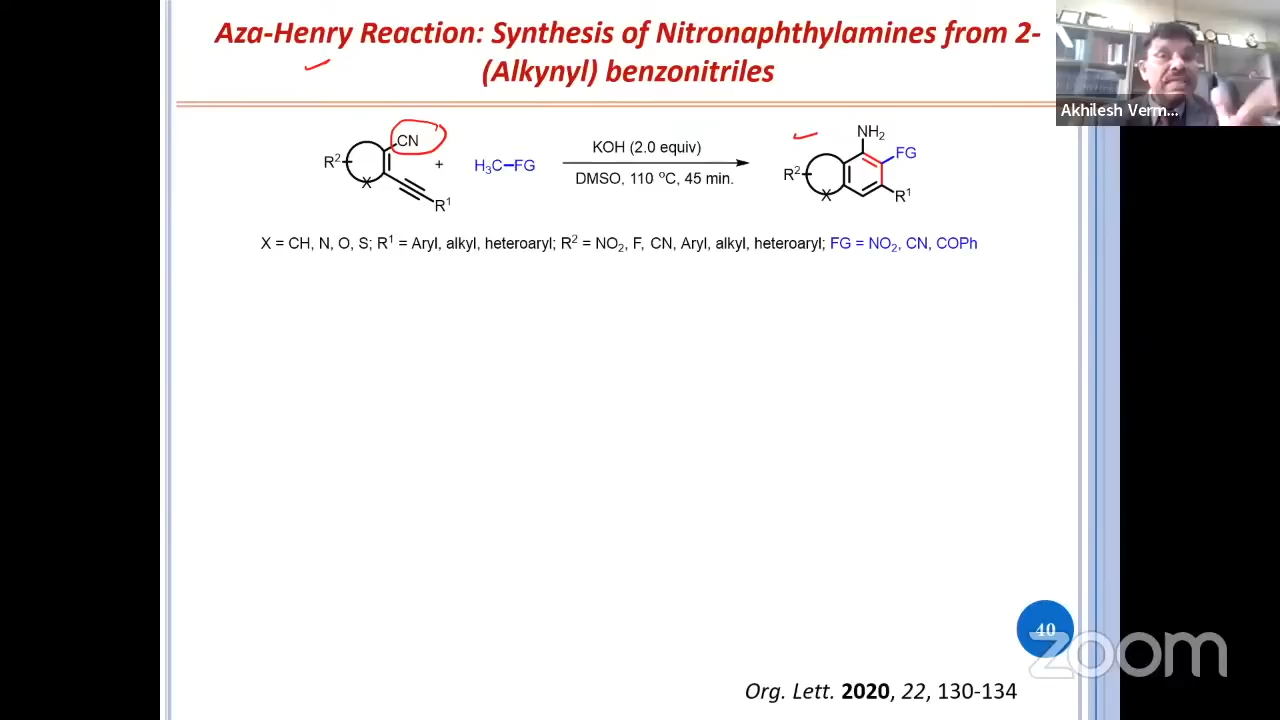 Aza-Henry Reaction: Synthesis of Nitronaphthylamines from 2-
(Alkynyl) benzonitriles
Akhilesh Verm...
CN
R2
X
R1
+
H3C–FG
KOH (2.0 equiv)
DMSO, 110 ºC, 45 min.
NH2
FG
R2
X
R1
X = CH, N, O, S; R1 = Aryl, alkyl, heteroaryl; R2 = NO2, F, CN, Aryl, alkyl, heteroaryl; FG = NO2, CN, COPh
40
zoom
Org. Lett. 2020, 22, 130-134